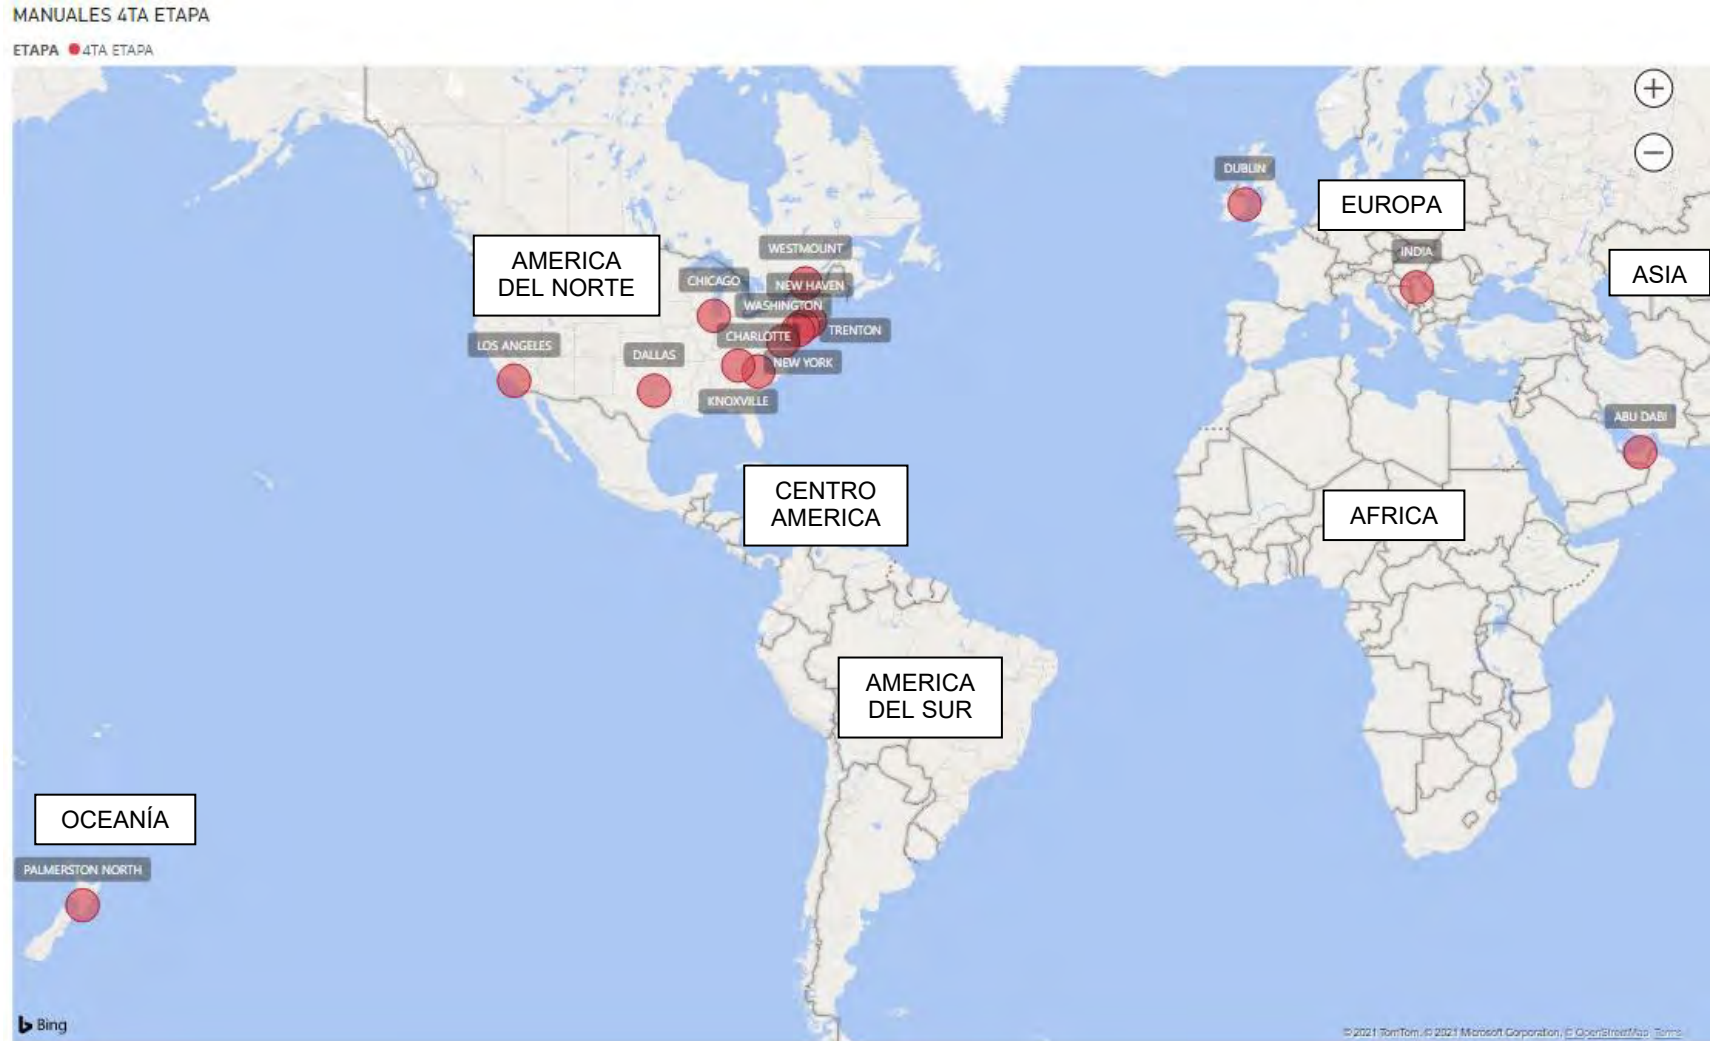 MANUALES 4TA ETAPA
ETAPA 4TA ETAPA
DUBLIN
EUROPA
WESTMOUNT
AMERICA
DEL NORTE
INDIA
ASIA
CHICAGO
NEW HAVEN
WASHINGTON
TRENTON
CHARLOTTE
LOS ANGELES
DALLAS
NEW YORK
KNOXVILLE
ABU DABI
CENTRO
AMERICA
AFRICA
AMERICA
DEL SUR
OCEANÍA
PALMERSTON NORTH
Bing
© 2021 TomTom, © 2021 Microsoft Corporation, © OpenStreetMap Terms